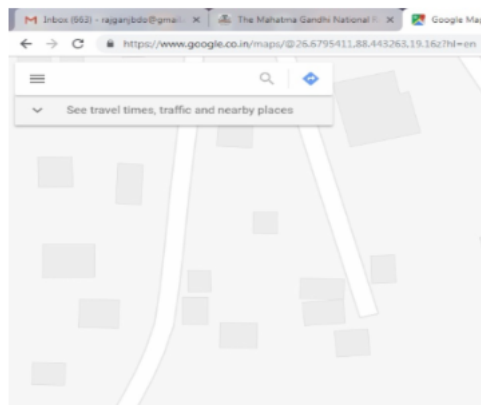 Inbox (663) - rajganjbdo@gmail
The Mahatma Gandhi National R
Google Map
https://www.google.co.in/maps/@26.6795411,88.443263,19.16z?hl=en
See travel times, traffic and nearby places